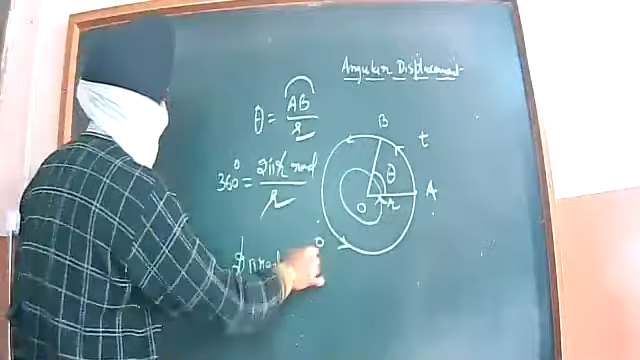 Angular Displacement
θ = AB/r
360° = 2πr rad/r
B
t
θ
A
O
r